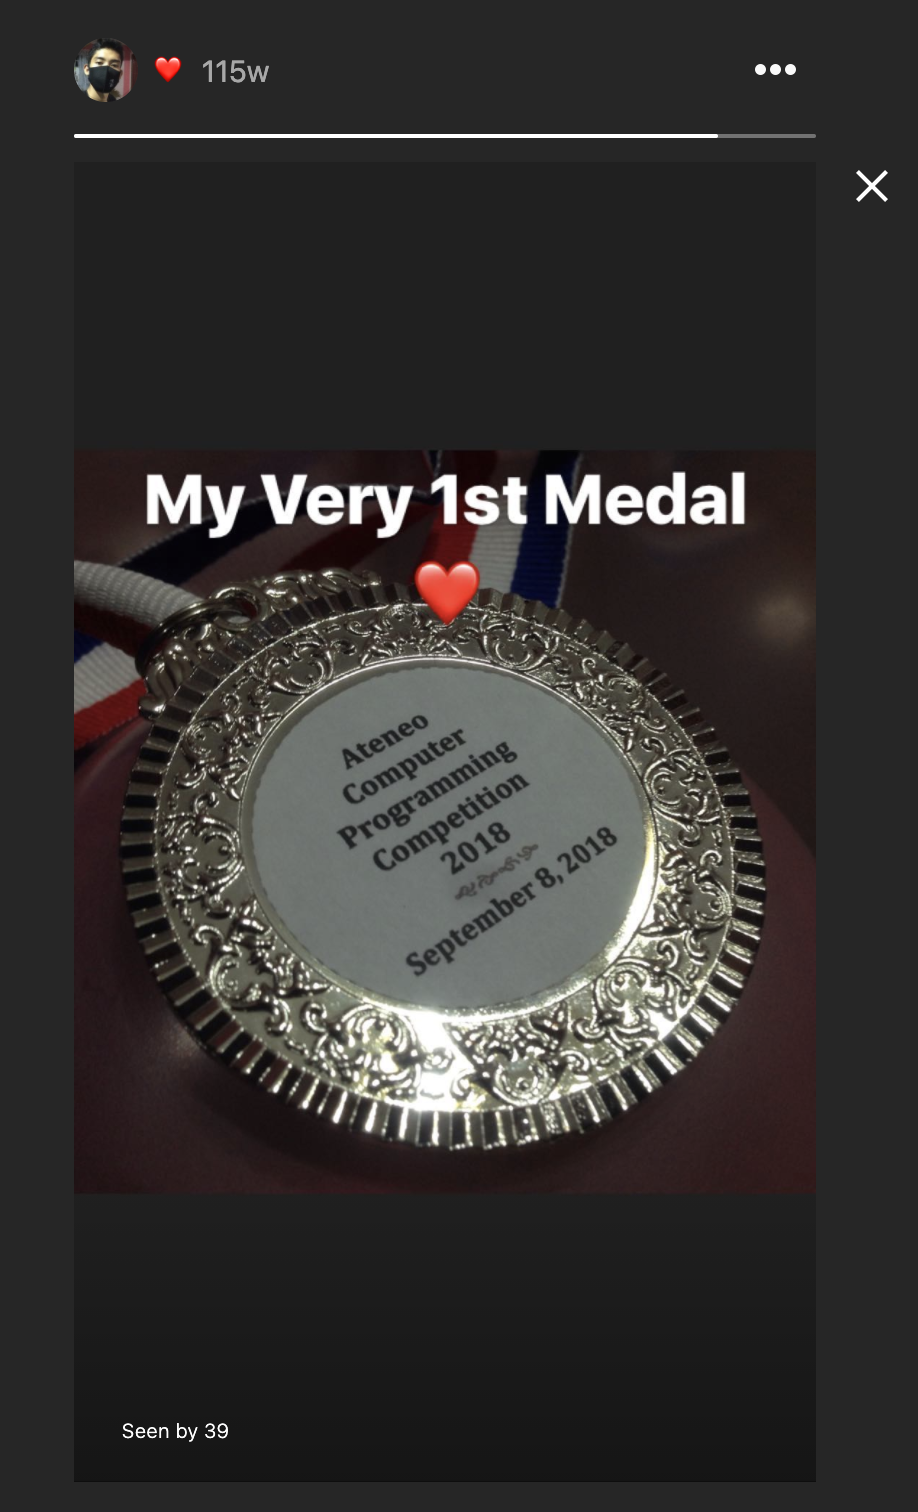 115w
My Very 1st Medal
Ateneo
Computer
Programming
Competition
2018
September 8, 2018
Seen by 39